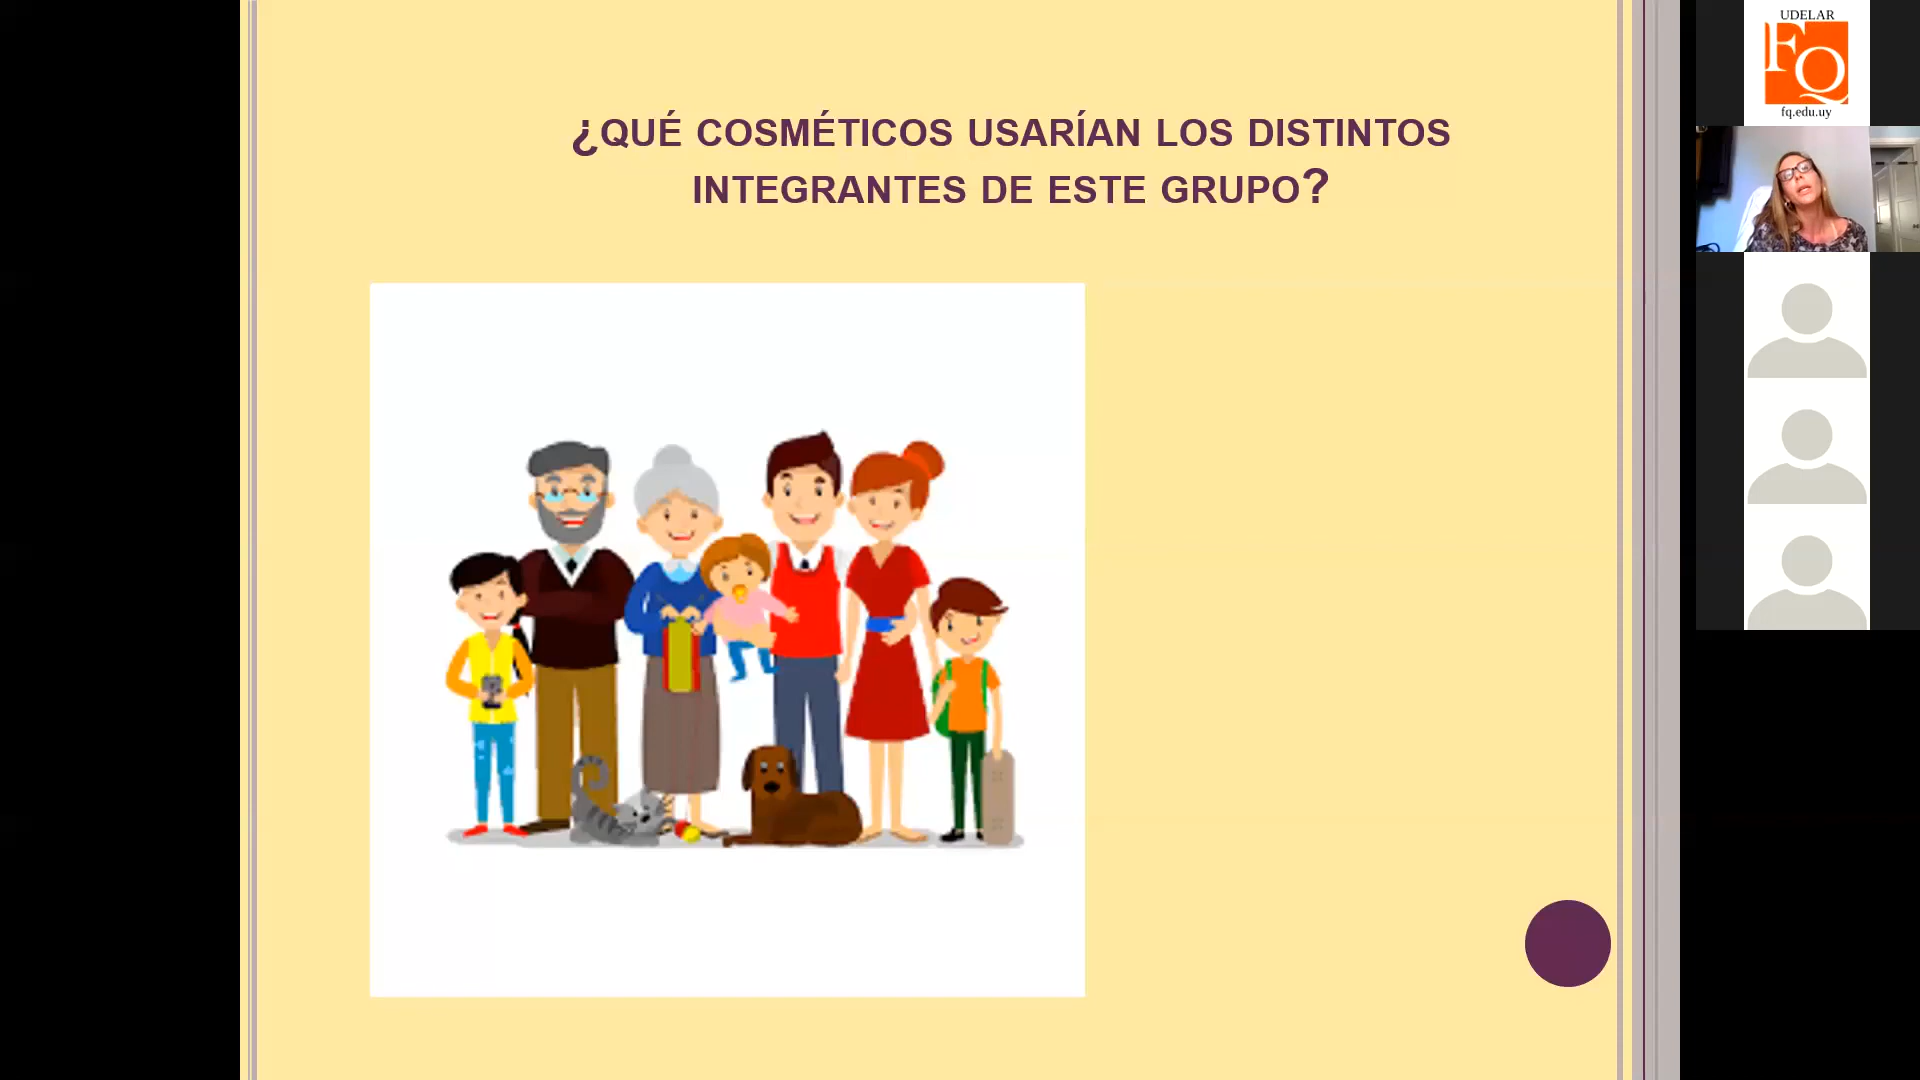 ¿QUÉ COSMÉTICOS USARÍAN LOS DISTINTOS
INTEGRANTES DE ESTE GRUPO?
UDELAR
FQ
fq.edu.uy